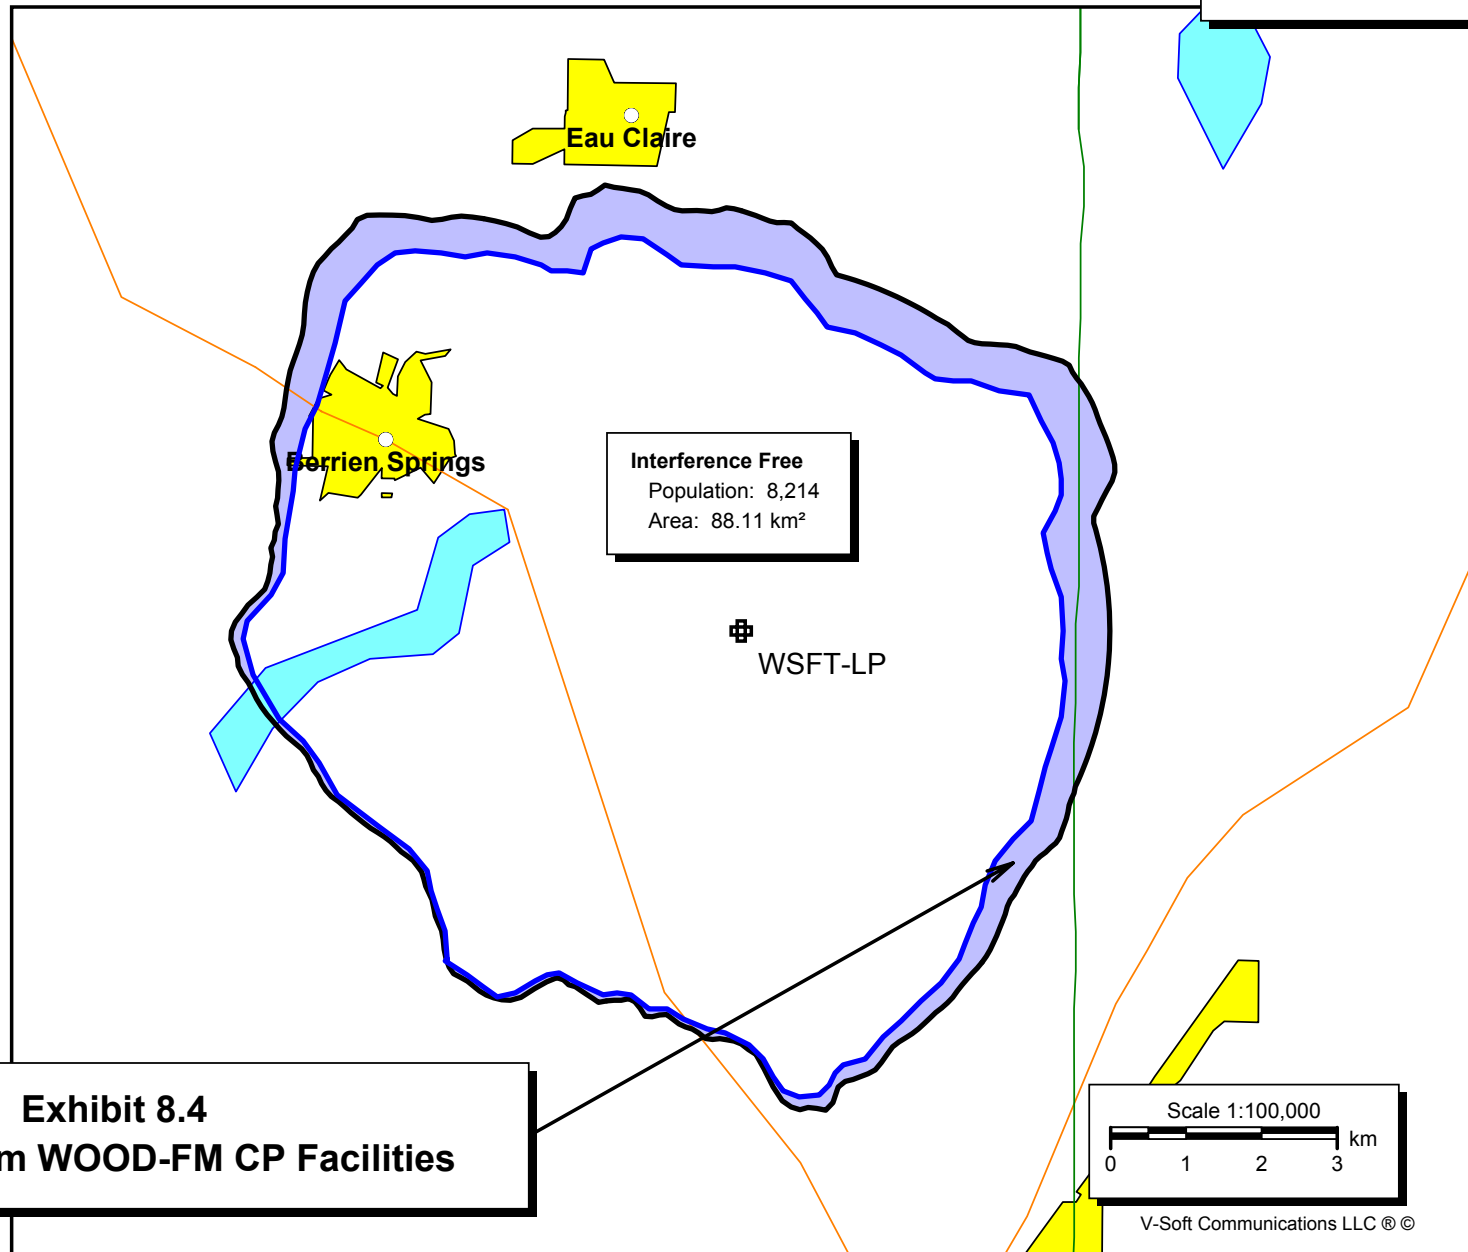 Eau Claire
Berrien Springs
Interference Free
Population: 8,214
Area: 88.11 km²
WSFT-LP
Exhibit 8.4
m WOOD-FM CP Facilities
Scale 1:100,000
km
0 1 2 3
V-Soft Communications LLC ® ©